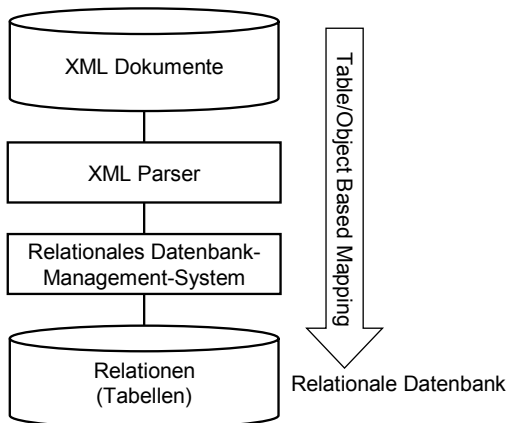 XML Dokumente
XML Parser
Relationales Datenbank-
Management-System
Relationen
(Tabellen)
Table/Object Based Mapping
Relationale Datenbank